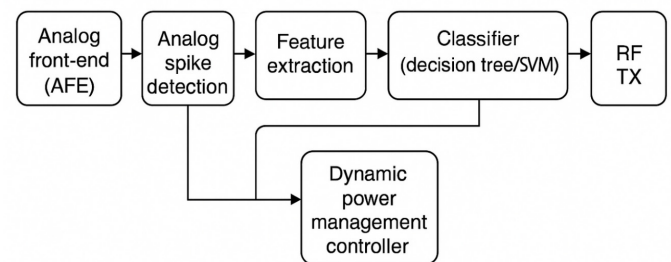 Analog
front-end
(AFE)
Analog
spike
detection
Feature
extraction
Classifier
(decision tree/SVM)
RF
TX
Dynamic
power
management
controller